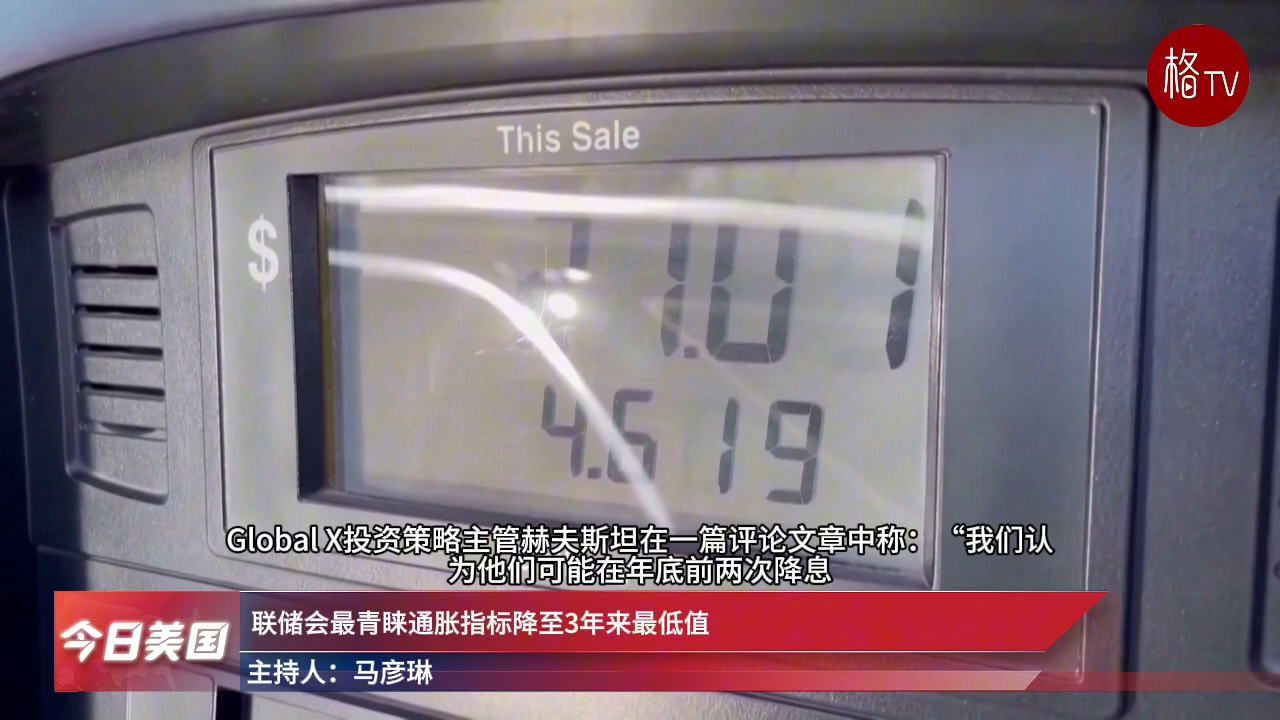 格TV
This Sale
$
71.01
4.619
Global X投资策略主管赫夫斯坦在一篇评论文章中称：“我们认
为他们可能在年底前两次降息
今日美国
联储会最青睐通胀指标降至3年来最低值
主持人：马彦琳